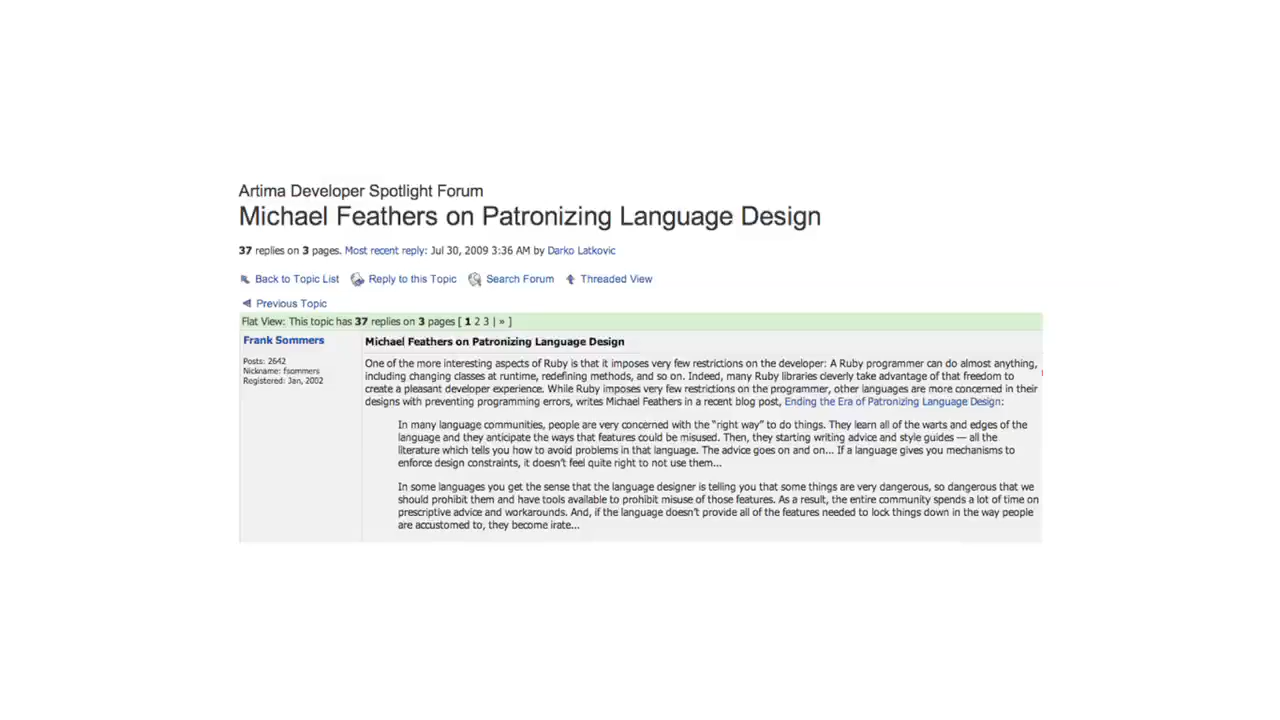 Artima Developer Spotlight Forum
Michael Feathers on Patronizing Language Design
37 replies on 3 pages. Most recent reply: Jul 30, 2009 3:36 AM by Darko Latkovic
Back to Topic List Reply to this Topic Search Forum Threaded View
Previous Topic
Flat View: This topic has 37 replies on 3 pages [ 1 2 3 | » ]
Frank Sommers
Posts: 2642
Nickname: fsommers
Registered: Jan, 2002
Michael Feathers on Patronizing Language Design
One of the more interesting aspects of Ruby is that it imposes very few restrictions on the developer: A Ruby programmer can do almost anything,
including changing classes at runtime, redefining methods, and so on. Indeed, many Ruby libraries cleverly take advantage of that freedom to
create a pleasant developer experience. While Ruby imposes very few restrictions on the programmer, other languages are more concerned in their
designs with preventing programming errors, writes Michael Feathers in a recent blog post, Ending the Era of Patronizing Language Design:
In many language communities, people are very concerned with the “right way” to do things. They learn all of the warts and edges of the
language and they anticipate the ways that features could be misused. Then, they starting writing advice and style guides — all the
literature which tells you how to avoid problems in that language. The advice goes on and on... If a language gives you mechanisms to
enforce design constraints, it doesn’t feel quite right to not use them...
In some languages you get the sense that the language designer is telling you that some things are very dangerous, so dangerous that we
should prohibit them and have tools available to prohibit misuse of those features. As a result, the entire community spends a lot of time on
prescriptive advice and workarounds. And, if the language doesn’t provide all of the features needed to lock things down in the way people
are accustomed to, they become irate...